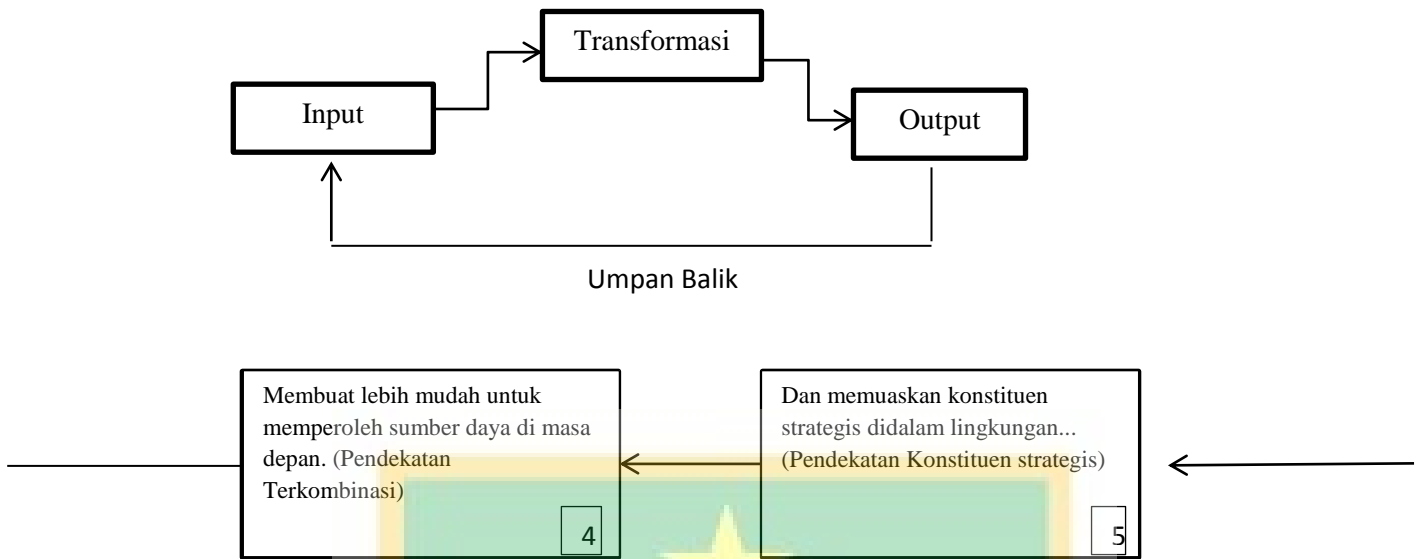 Transformasi
Input
Output
Umpan Balik
Membuat lebih mudah untuk
memperoleh sumber daya di masa
depan. (Pendekatan
Terkombinasi)
4
Dan memuaskan konstituen
strategis didalam lingkungan...
(Pendekatan Konstituen strategis)
5